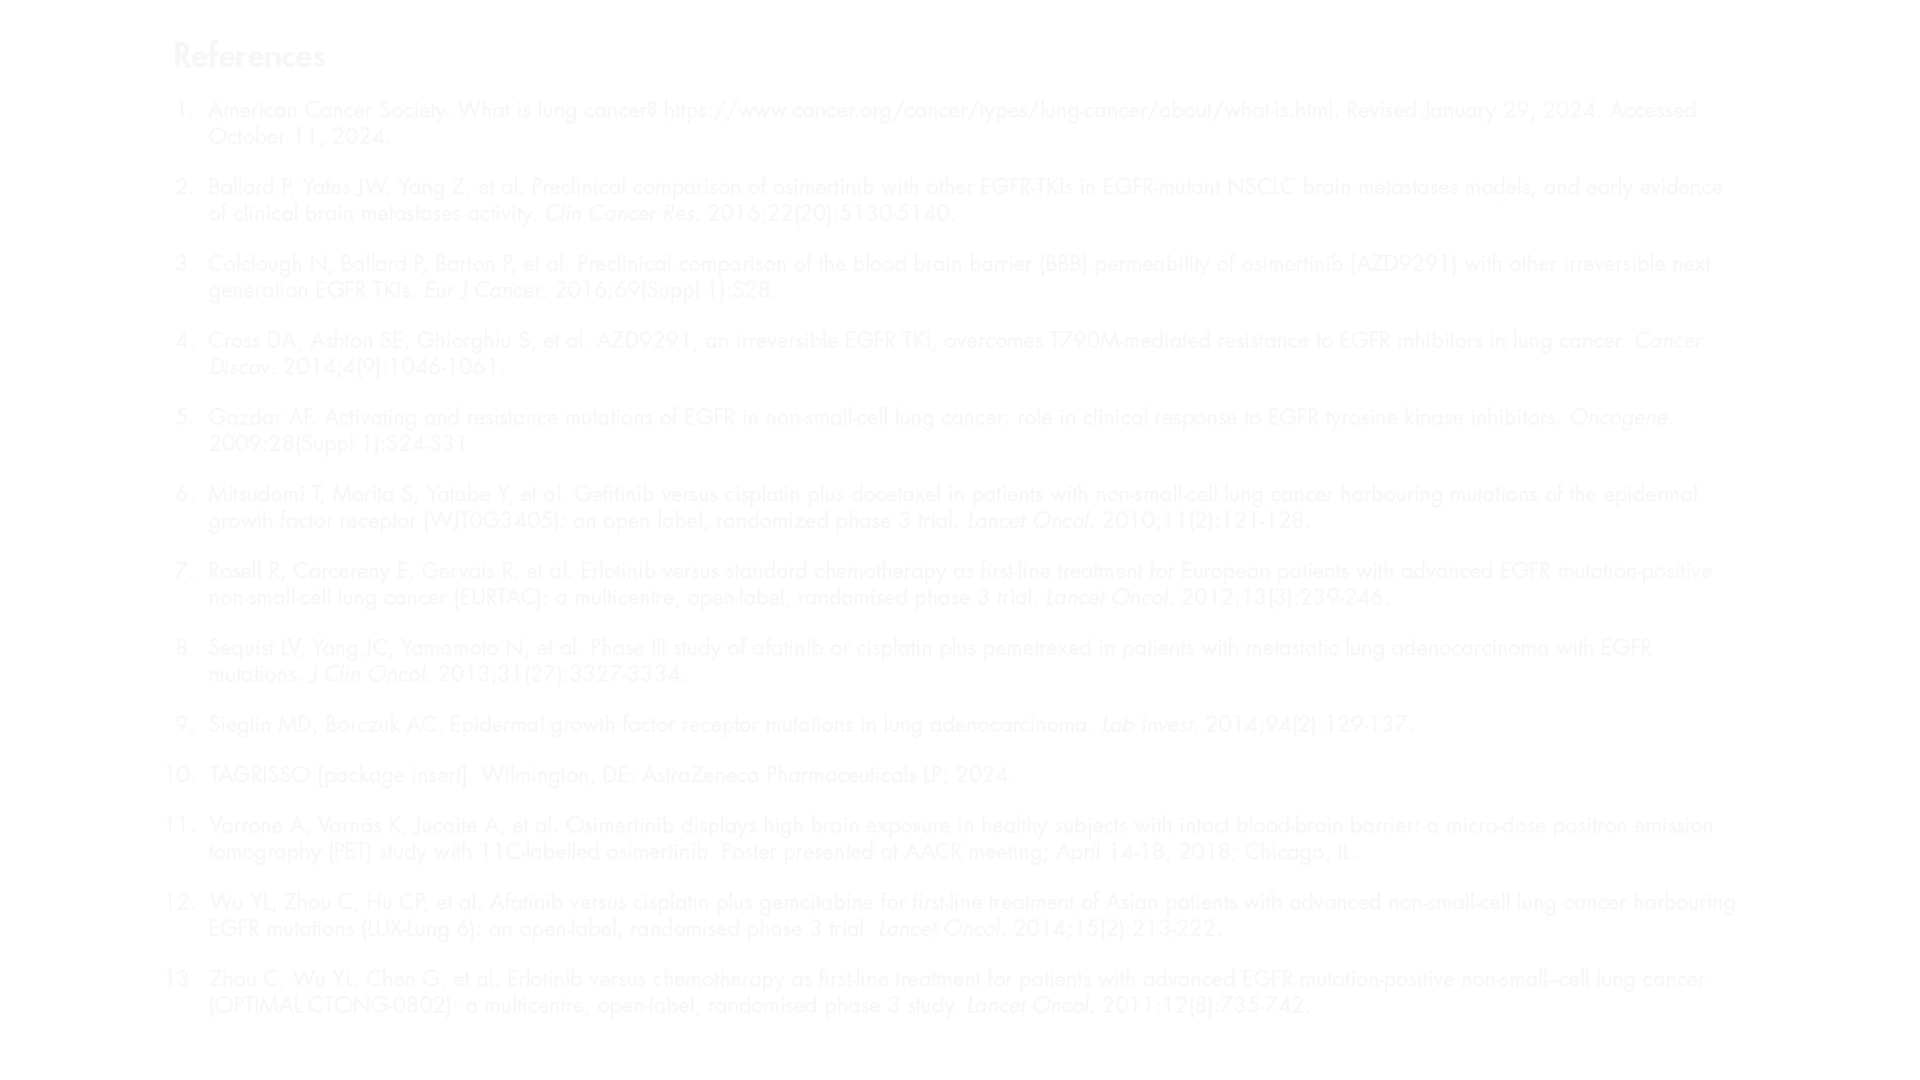 References
1. American Cancer Society. What is lung cancer? https://www.cancer.org/cancer/types/lung-cancer/about/what-is.html. Revised January 29, 2024. Accessed
October 11, 2024.
2. Ballard P, Yates JW, Yang Z, et al. Preclinical comparison of osimertinib with other EGFR-TKIs in EGFR-mutant NSCLC brain metastases models, and early evidence
of clinical brain metastases activity. Clin Cancer Res. 2016;22(20):5130-5140.
3. Colclough N, Ballard P, Barton P, et al. Preclinical comparison of the blood brain barrier (BBB) permeability of osimertinib (AZD9291) with other irreversible next
generation EGFR TKIs. Eur J Cancer. 2016;69(Suppl 1):S28.
4. Cross DA, Ashton SE, Ghiorghiu S, et al. AZD9291, an irreversible EGFR TKI, overcomes T790M-mediated resistance to EGFR inhibitors in lung cancer. Cancer
Discov. 2014;4(9):1046-1061.
5. Gazdar AF. Activating and resistance mutations of EGFR in non-small-cell lung cancer: role in clinical response to EGFR tyrosine kinase inhibitors. Oncogene.
2009;28(Suppl 1):S24-S31
6. Mitsudomi T, Morita S, Yatabe Y, et al. Gefitinib versus cisplatin plus docetaxel in patients with non-small-cell lung cancer harbouring mutations of the epidermal
growth factor receptor (WJTOG3405): an open label, randomized phase 3 trial. Lancet Oncol. 2010;11(2):121-128.
7. Rosell R, Carcereny E, Gervais R, et al. Erlotinib versus standard chemotherapy as first-line treatment for European patients with advanced EGFR mutation-positive
non-small-cell lung cancer (EURTAC): a multicentre, open-label, randomised phase 3 trial. Lancet Oncol. 2012;13(3):239-246.
8. Sequist LV, Yang JC, Yamamoto N, et al. Phase III study of afatinib or cisplatin plus pemetrexed in patients with metastatic lung adenocarcinoma with EGFR
mutations. J Clin Oncol. 2013;31(27):3327-3334.
9. Sieglin MD, Borczuk AC. Epidermal growth factor receptor mutations in lung adenocarcinoma. Lab Invest. 2014;94(2):129-137.
10. TAGRISSO [package insert]. Wilmington, DE: AstraZeneca Pharmaceuticals LP; 2024.
11. Varrone A, Varnäs K, Jucaite A, et al. Osimertinib displays high brain exposure in healthy subjects with intact blood-brain barrier: a micro-dose positron emission
tomography (PET) study with 11C-labelled osimertinib. Poster presented at AACR meeting; April 14-18, 2018; Chicago, IL.
12. Wu YL, Zhou C, Hu CP, et al. Afatinib versus cisplatin plus gemcitabine for first-line treatment of Asian patients with advanced non-small-cell lung cancer harbouring
EGFR mutations (LUX-Lung 6): an open-label, randomised phase 3 trial. Lancet Oncol. 2014;15(2):213-222.
13. Zhou C, Wu YL, Chen G, et al. Erlotinib versus chemotherapy as first-line treatment for patients with advanced EGFR mutation-positive non-small–cell lung cancer
(OPTIMAL CTONG-0802): a multicentre, open-label, randomised phase 3 study. Lancet Oncol. 2011;12(8):735-742.